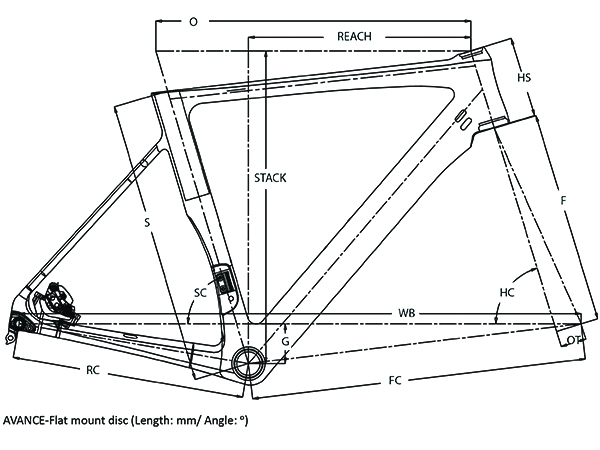 O
REACH
HS
STACK
F
S
SC
HC
WB
G
OT
RC
FC
AVANCE-Flat mount disc (Length: mm/ Angle: º)